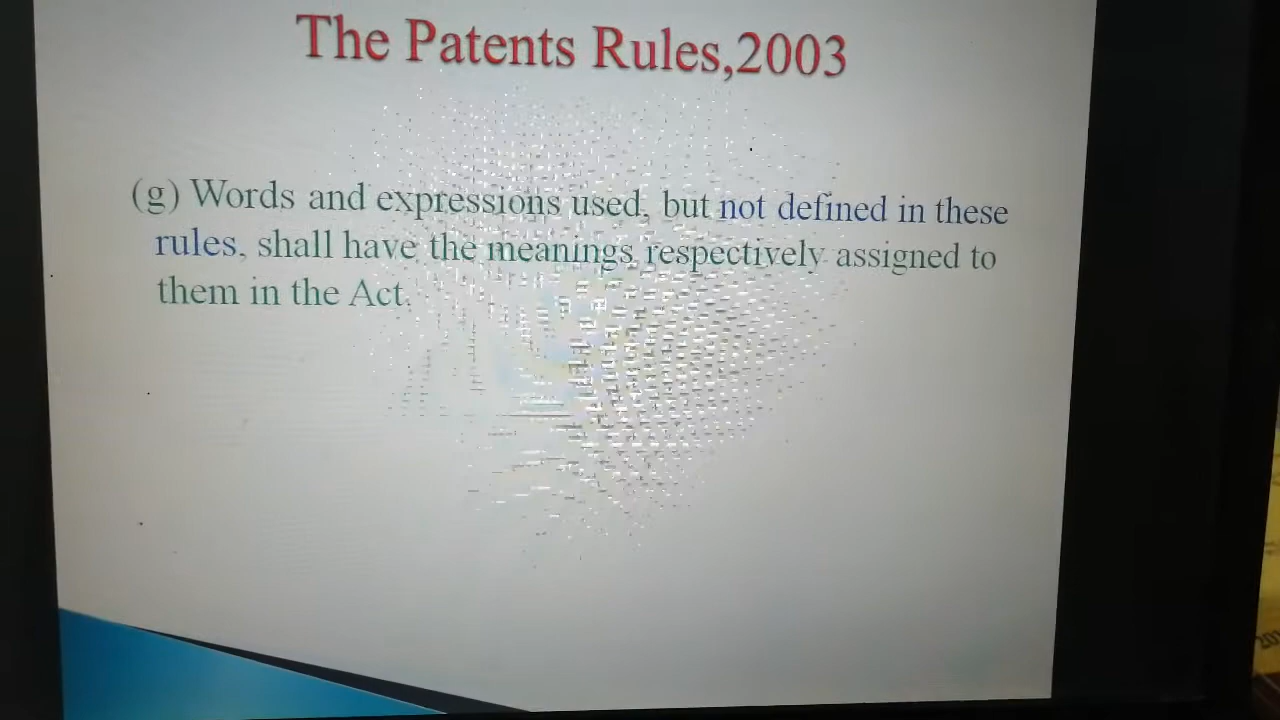 The Patents Rules,2003
(g) Words and expressions used, but not defined in these
rules, shall have the meanings respectively assigned to
them in the Act.